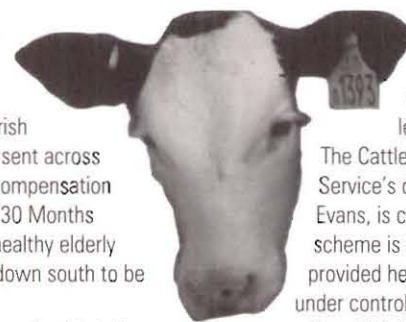 rish
sent across
ompensation
30 Months
ealthy elderly
down south to be
1393
le
The Cattle
Service's c
Evans, is c
scheme is
provided he
under control